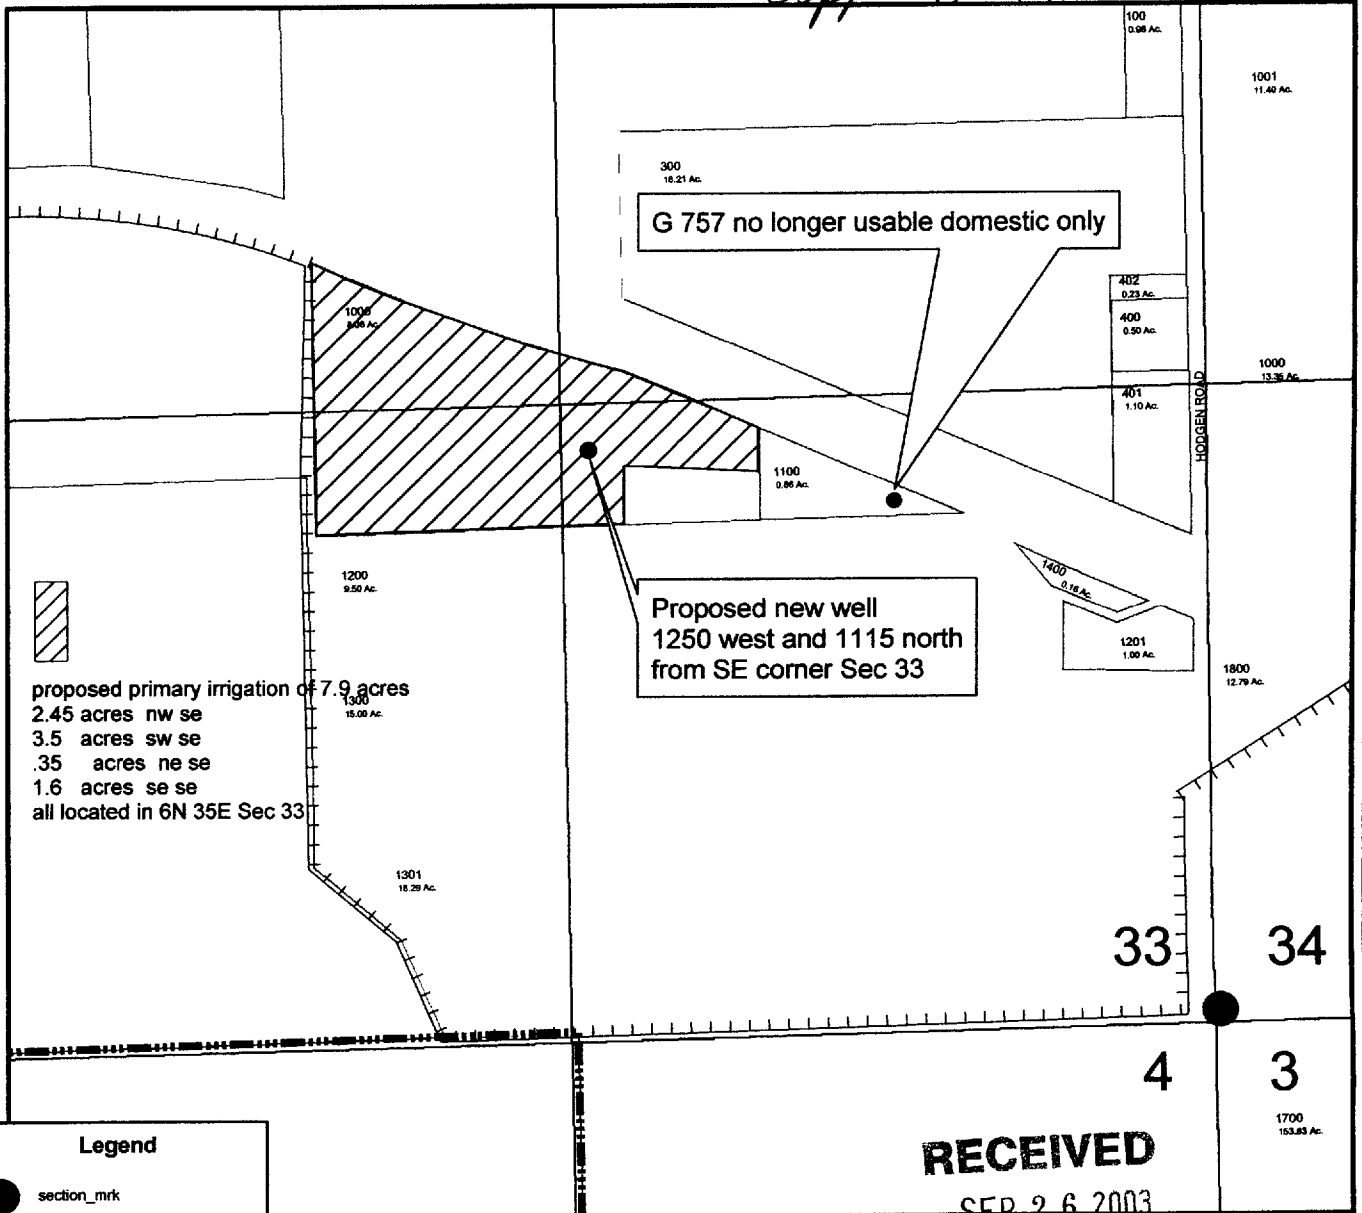 100
0.98 Ac.
1001
11.40 Ac.
300
16.21 Ac.
G 757 no longer usable domestic only
402
0.23 Ac.
400
0.50 Ac.
1000
13.35 Ac.
401
1.10 Ac.
HODGEN ROAD
1100
0.86 Ac.
1200
9.50 Ac.
1400
0.16 Ac.
Proposed new well
1250 west and 1115 north
from SE corner Sec 33
1201
1.00 Ac.
1800
12.79 Ac.
proposed primary irrigation of 7.9 acres
1300
15.00 Ac.
2.45 acres nw se
3.5 acres sw se
.35 acres ne se
1.6 acres se se
all located in 6N 35E Sec 33
1301
18.29 Ac.
33
34
4
3
1700
153.83 Ac.
Legend
section_mrk
RECEIVED
SEP 26 2003